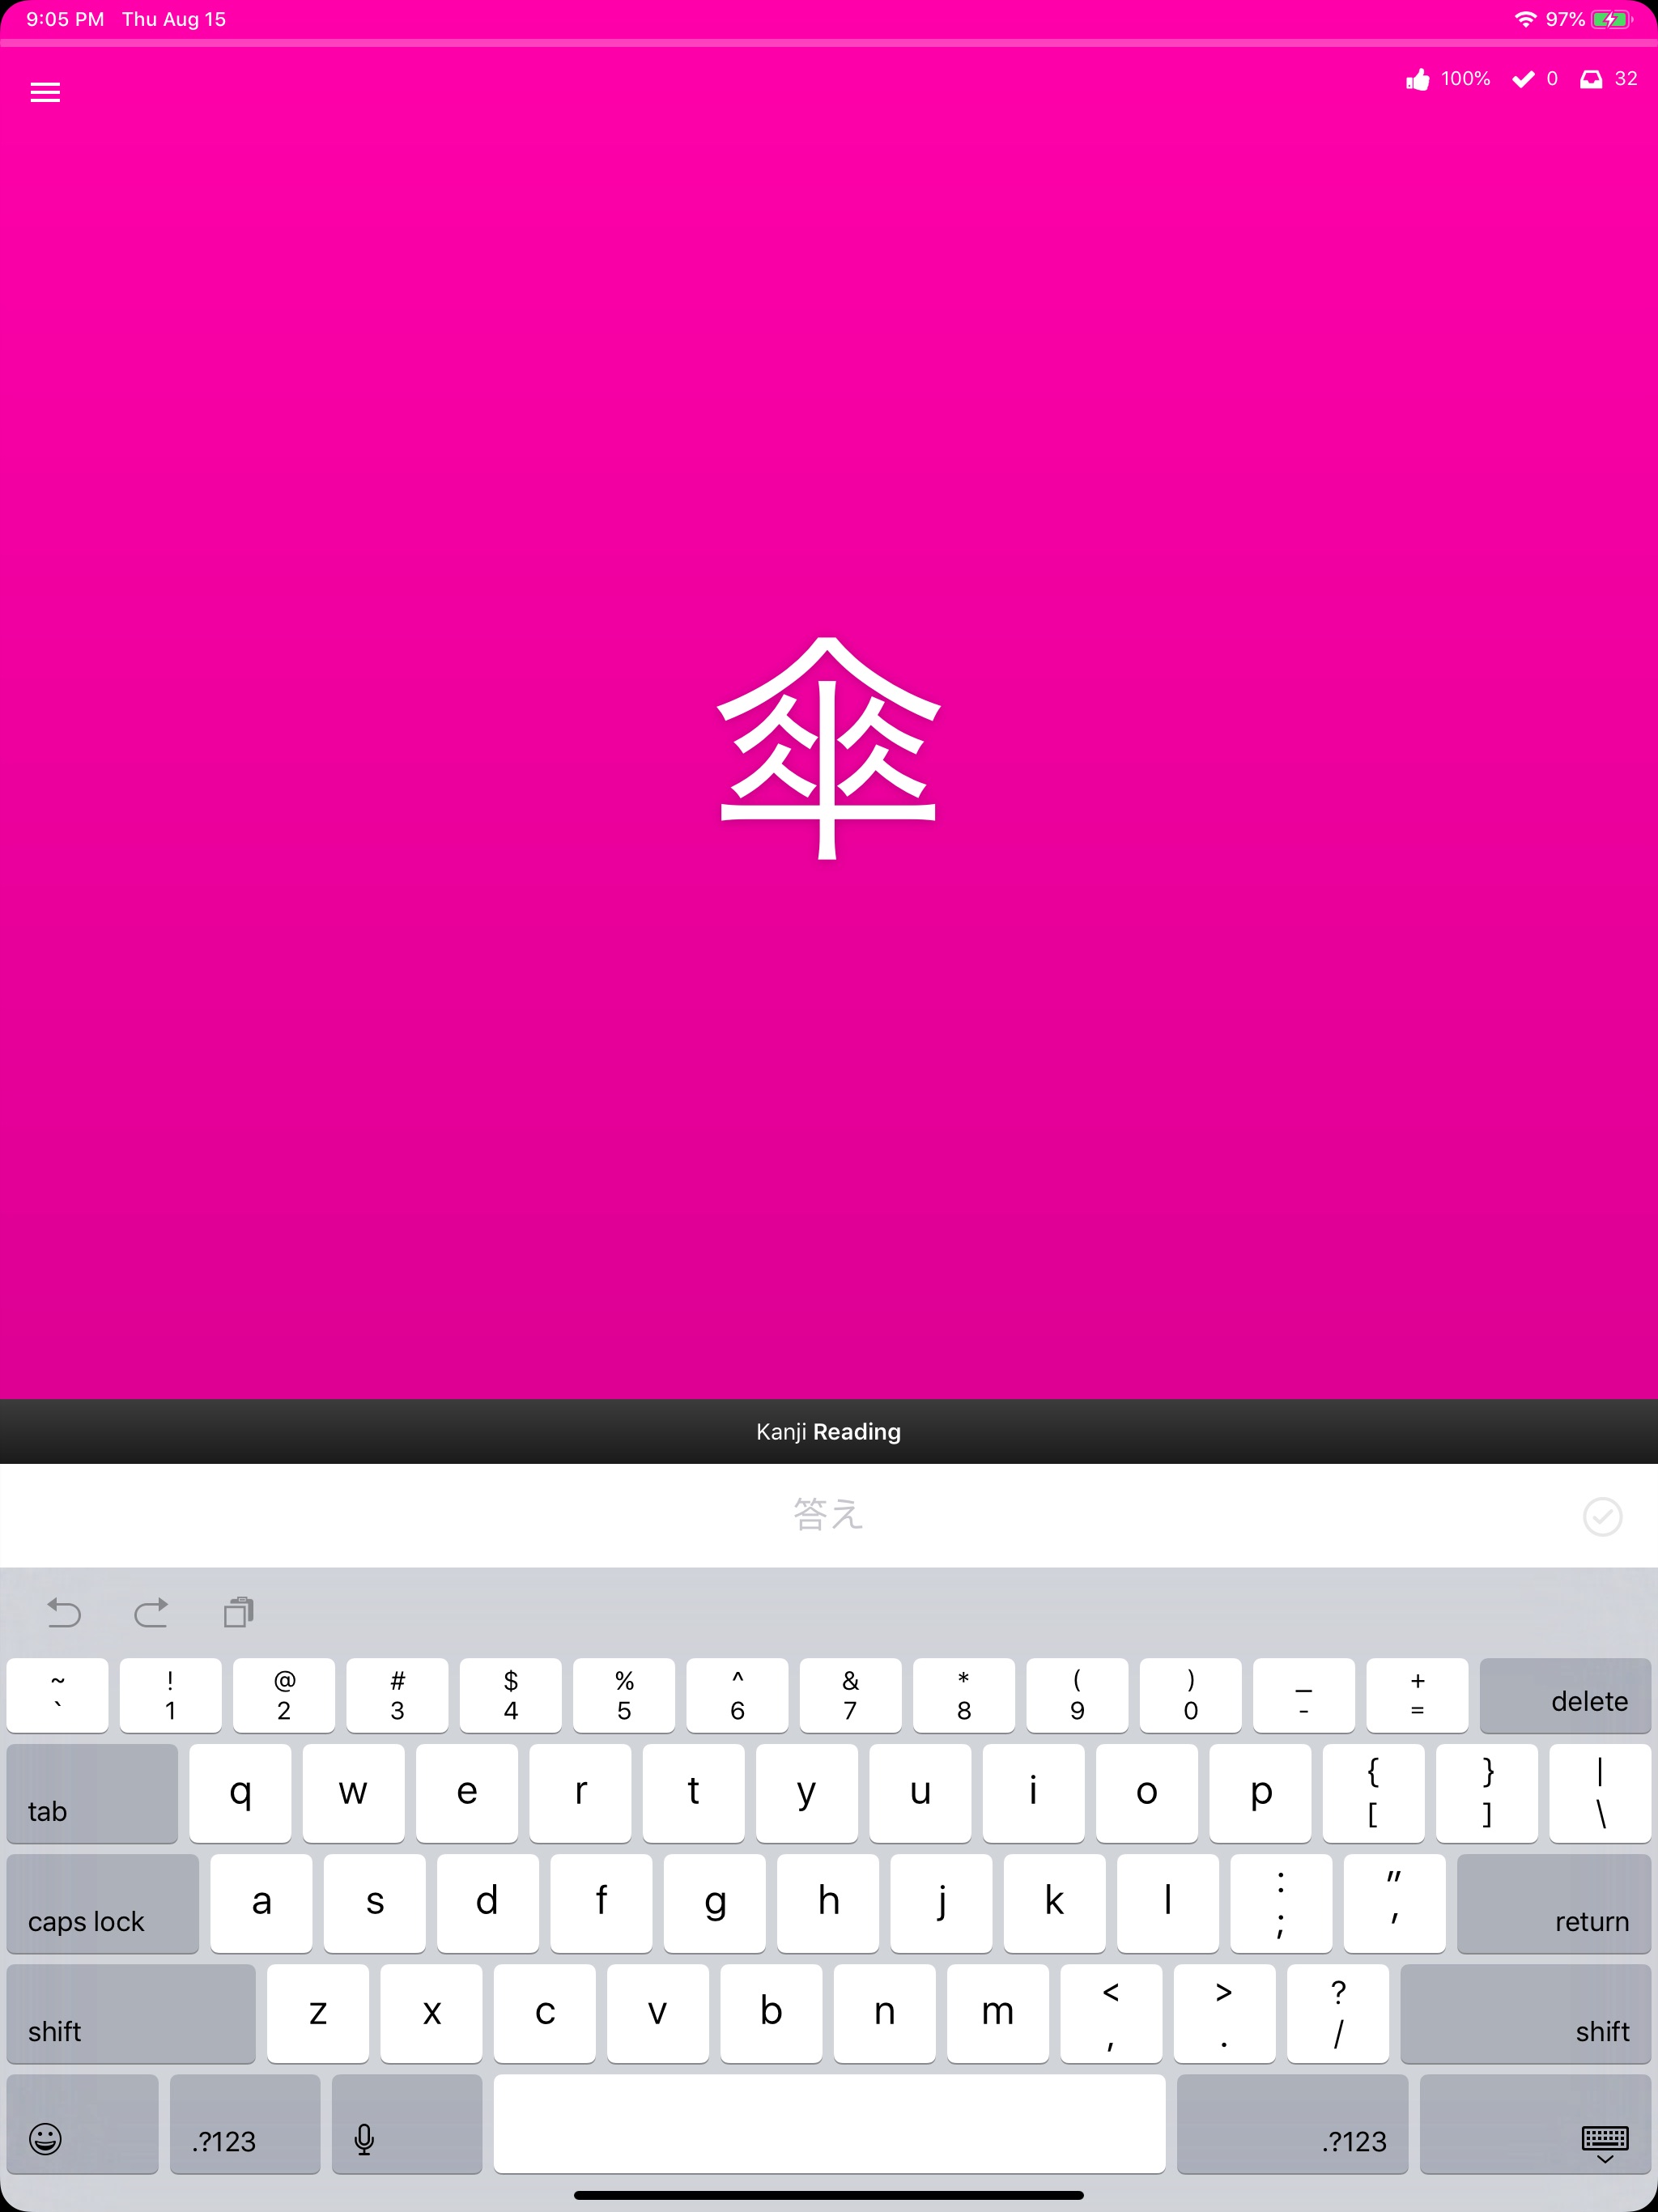 9:05 PM Thu Aug 15 97%
100% 0 32
傘
Kanji Reading
答え
~ ! @ # $ % ^ & * ( ) _ +
` 1 2 3 4 5 6 7 8 9 0 - = delete
tab q w e r t y u i o p { [ } ] | \
caps lock a s d f g h j k l : ; " ' return
shift z x c v b n m < , > . ? / shift
.?123 .?123